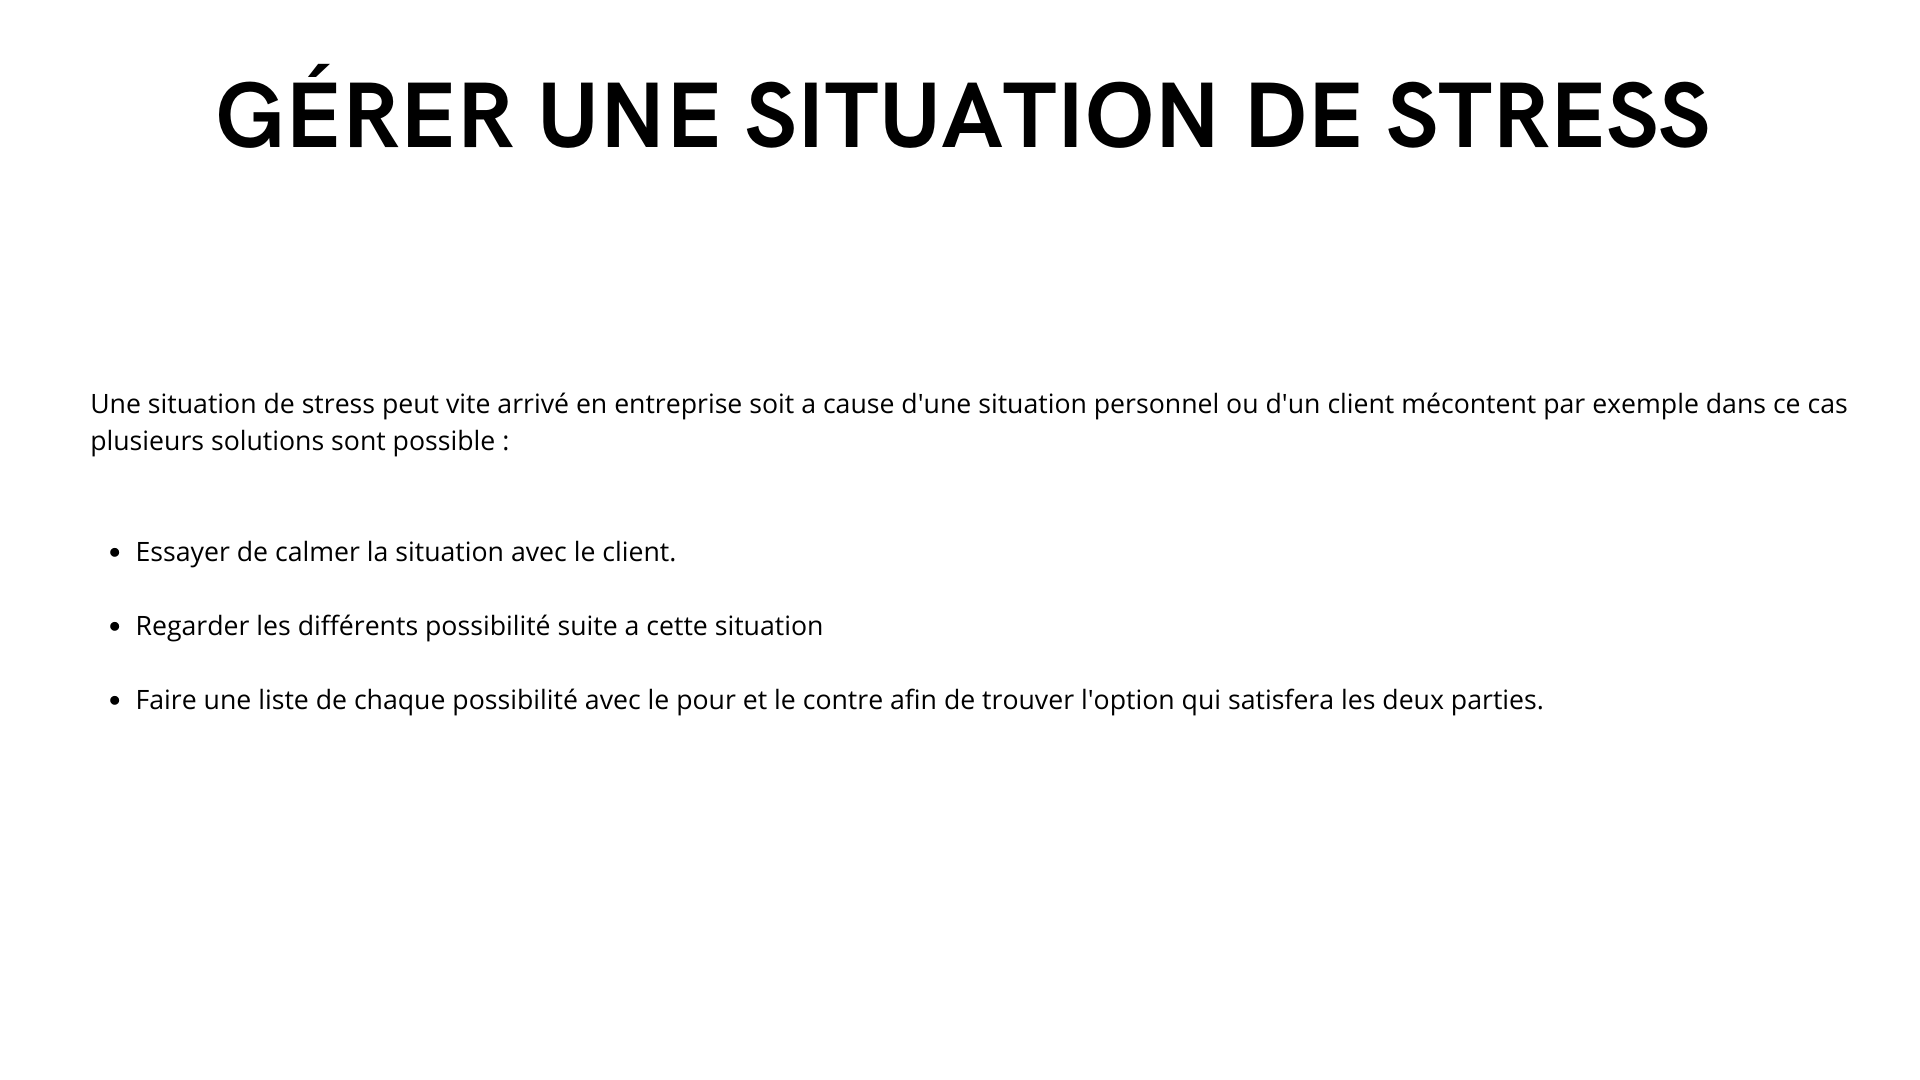 GÉRER UNE SITUATION DE STRESS
Une situation de stress peut vite arrivé en entreprise soit a cause d'une situation personnel ou d'un client mécontent par exemple dans ce cas
plusieurs solutions sont possible :
• Essayer de calmer la situation avec le client.
• Regarder les différents possibilité suite a cette situation
• Faire une liste de chaque possibilité avec le pour et le contre afin de trouver l'option qui satisfera les deux parties.